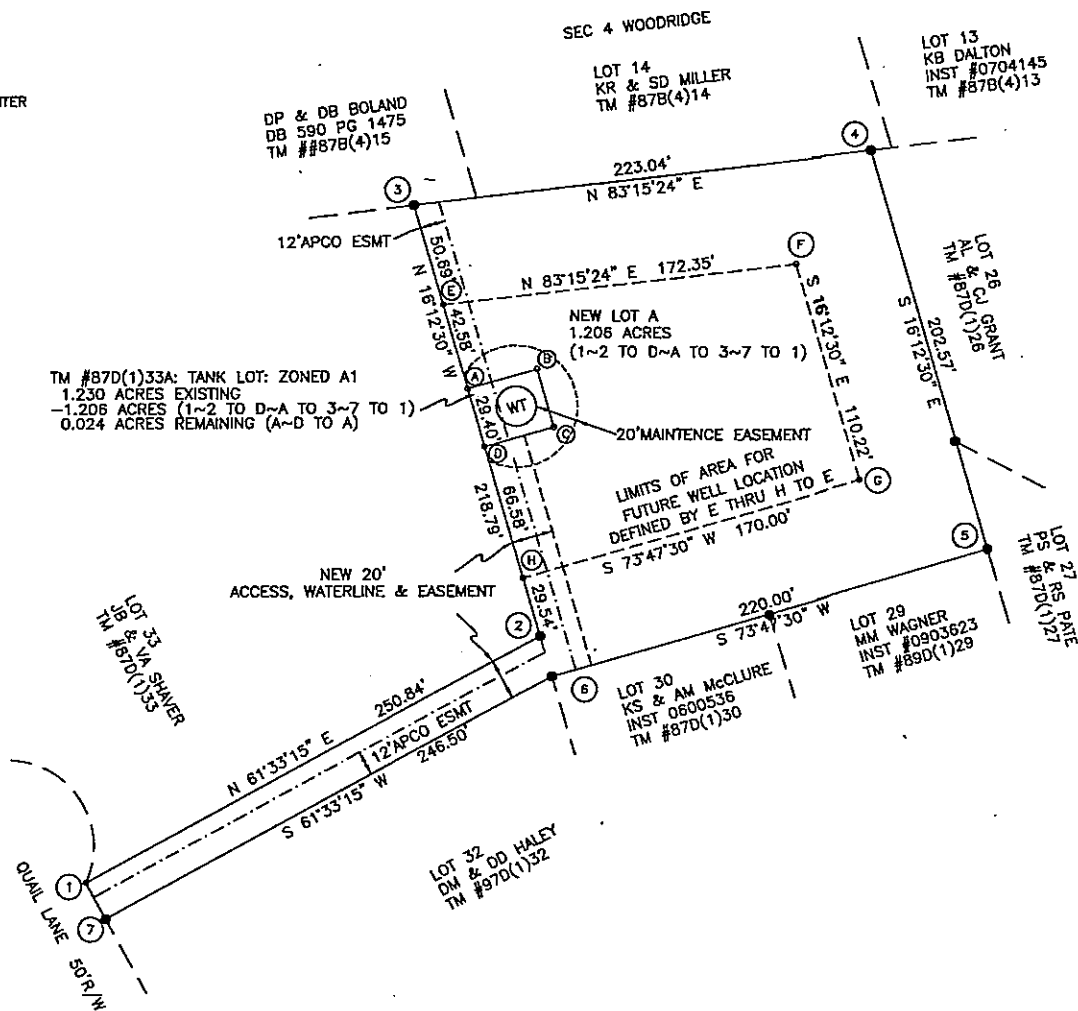 SEC 4 WOODRIDGE
LOT 13
KB DALTON
INST #0704145
TM #87B(4)13
LOT 14
KR & SD MILLER
TM #87B(4)14
DP & DB BOLAND
DB 590 PG 1475
TM ##87B(4)15
3
4
223.04'
N 83°15'24" E
12'APCO ESMT
50.69'
N 16°12'30" W
E
42.58'
N 83°15'24" E 172.35'
F
LOT 26
AL & CJ GRANT
TM #87D(1)26
S 16°12'30" E
202.57'
S 16°12'30" E
110.22'
NEW LOT A
1.206 ACRES
(1~2 TO D~A TO 3~7 TO 1)
TM #87D(1)33A: TANK LOT: ZONED A1
1.230 ACRES EXISTING
-1.206 ACRES (1~2 TO D~A TO 3~7 TO 1)
0.024 ACRES REMAINING (A~D TO A)
A
B
WT
C
D
29.40'
20'MAINTENCE EASEMENT
218.79'
66.58'
LIMITS OF AREA FOR
FUTURE WELL LOCATION
DEFINED BY E THRU H TO E
S 73°47'30" W 170.00'
G
H
29.54'
NEW 20'
ACCESS, WATERLINE & EASEMENT
5
LOT 27
PS & RS PATE
TM #87D(1)27
220.00'
S 73°47'30" W
LOT 29
MM WAGNER
INST #0903623
TM #89D(1)29
2
6
LOT 30
KS & AM McCLURE
INST 0600536
TM #87D(1)30
LOT 33
JB & VA SHAVER
TM #87D(1)33
250.84'
N 61°33'15" E
12'APCO ESMT
S 61°33'15" W 246.50'
LOT 32
DM & DD HALEY
TM #97D(1)32
1
7
QUAIL LANE 50'R/W